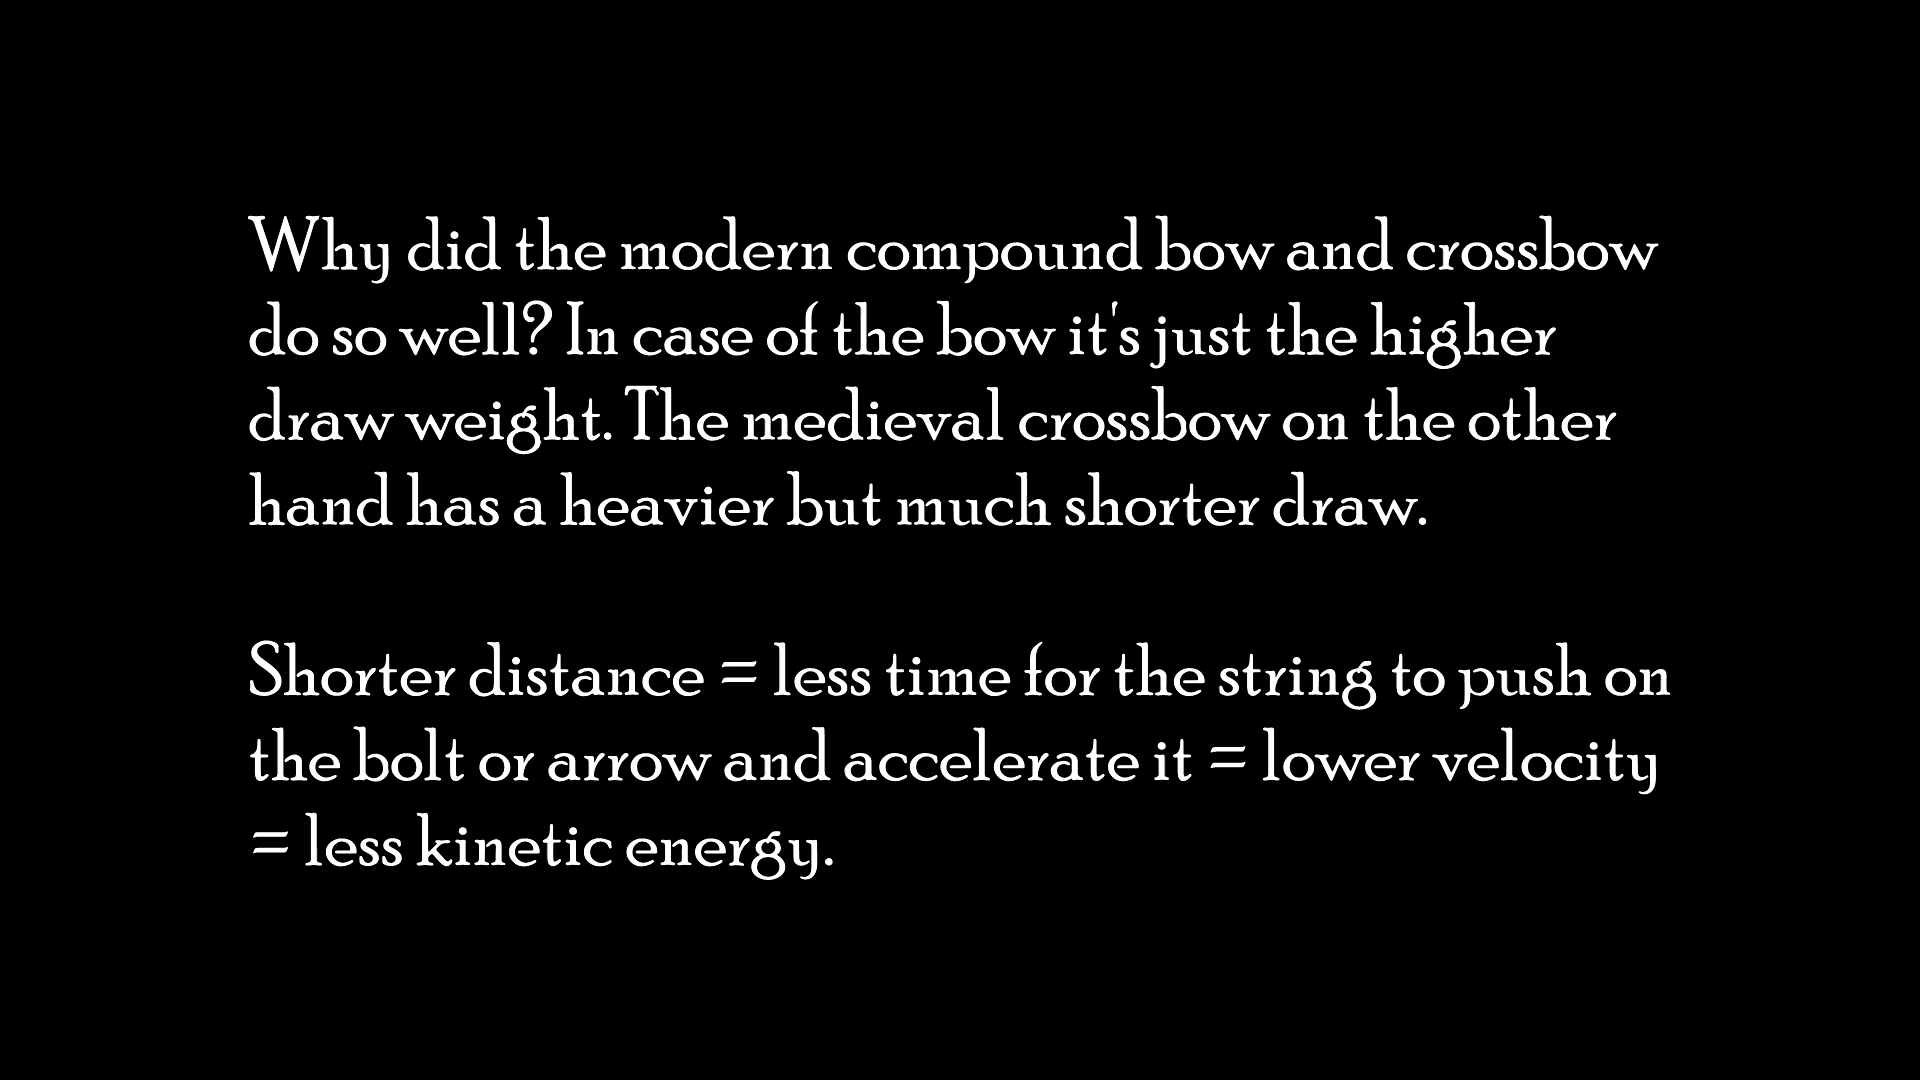 Why did the modern compound bow and crossbow
do so well? In case of the bow it's just the higher
draw weight. The medieval crossbow on the other
hand has a heavier but much shorter draw.
Shorter distance = less time for the string to push on
the bolt or arrow and accelerate it = lower velocity
= less kinetic energy.